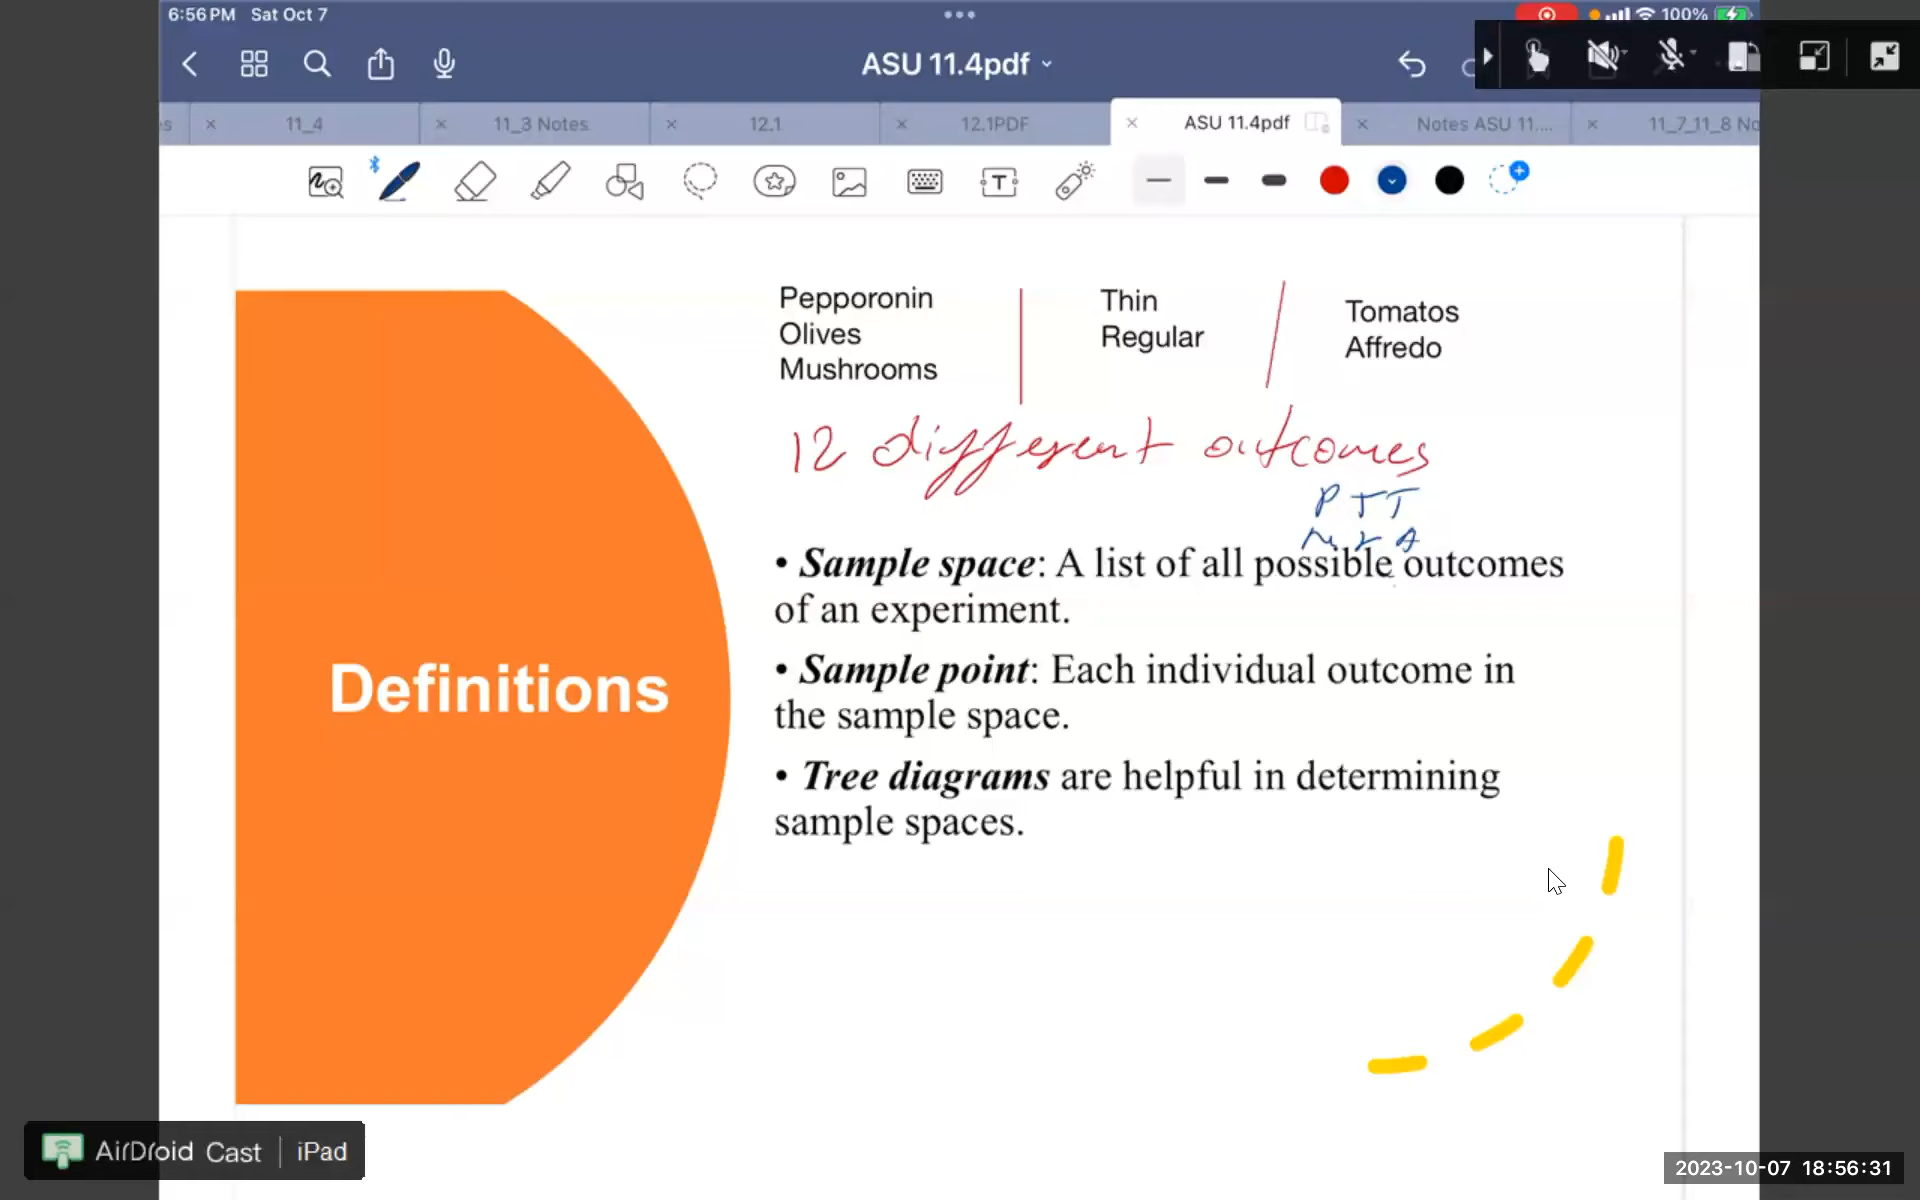 6:56 PM Sat Oct 7
100%
ASU 11.4pdf
11_4
11_3 Notes
12.1
12.1PDF
ASU 11.4pdf
Notes ASU 11....
11_7_11_8 No
Pepporonin
Olives
Mushrooms
Thin
Regular
Tomatos
Affredo
12 different outcomes
P T T
• Sample space: A list of all possible outcomes
of an experiment.
• Sample point: Each individual outcome in
the sample space.
• Tree diagrams are helpful in determining
sample spaces.
Definitions
AirDroid Cast | iPad
2023-10-07 18:56:31